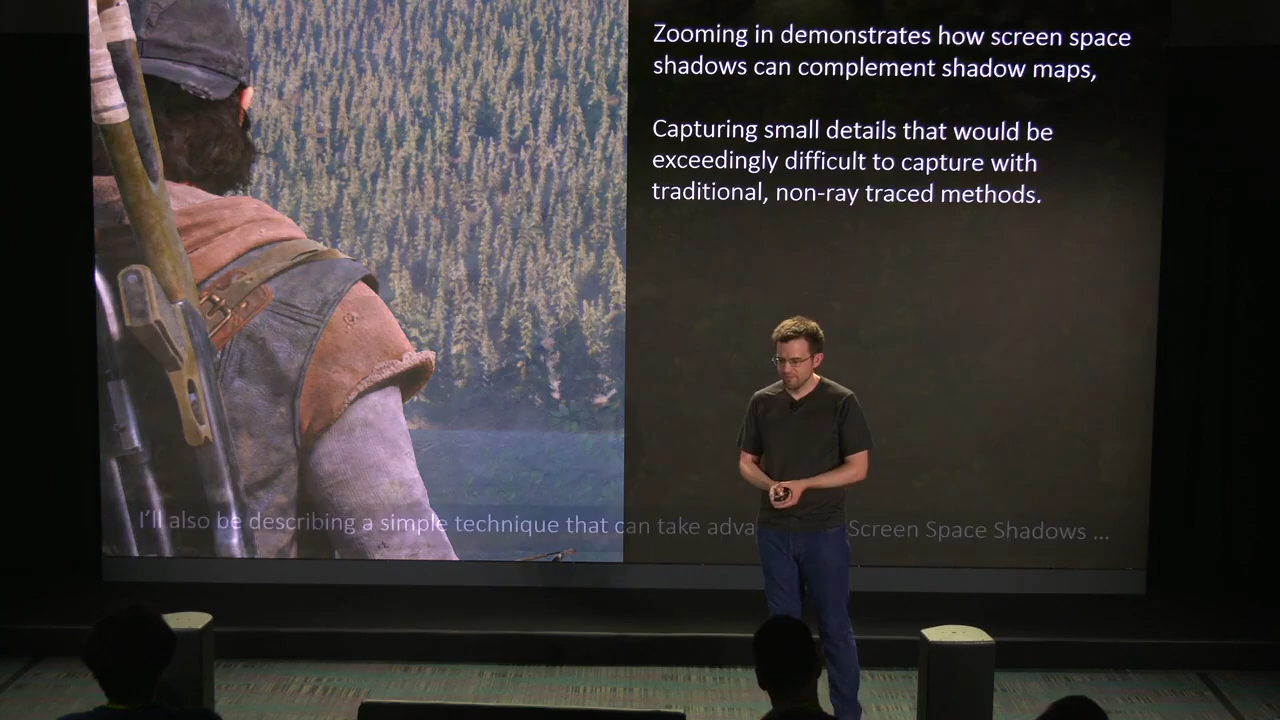 Zooming in demonstrates how screen space
shadows can complement shadow maps,
Capturing small details that would be
exceedingly difficult to capture with
traditional, non-ray traced methods.
I'll also be describing a simple technique that can take Screen Space Shadows ...